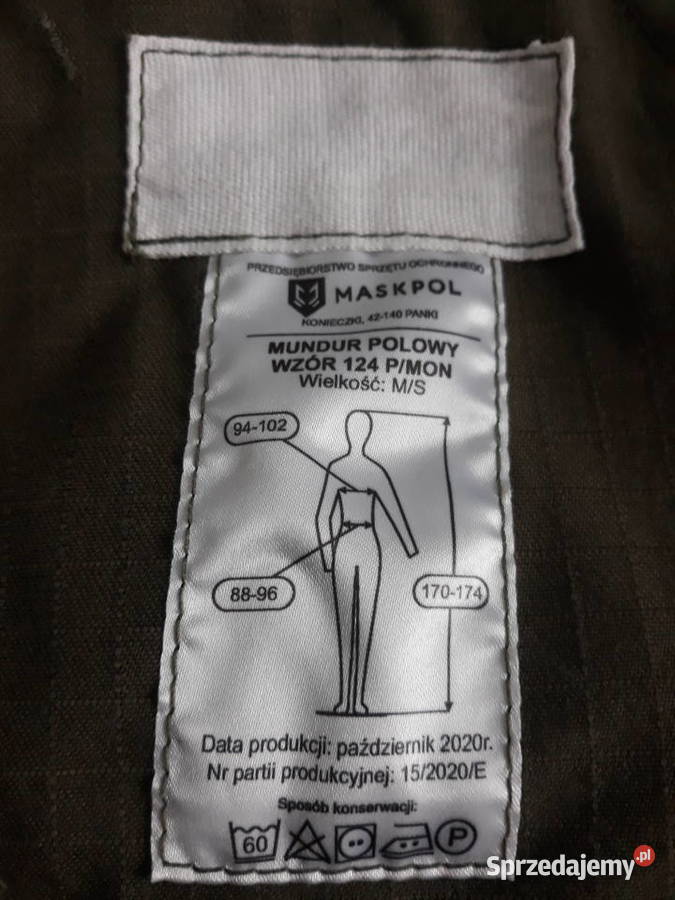 PRZEDSIĘBIORSTWO SPRZĘTU OCHRONNEGO
MASKPOL
KONIECZKI, 42-140 PANKI
MUNDUR POLOWY
WZÓR 124 P/MON
Wielkość: M/S
94-102
88-96
170-174
Data produkcji: październik 2020r.
Nr partii produkcyjnej: 15/2020/E
Sposób konserwacji:
60
P
Sprzedajemy.pl